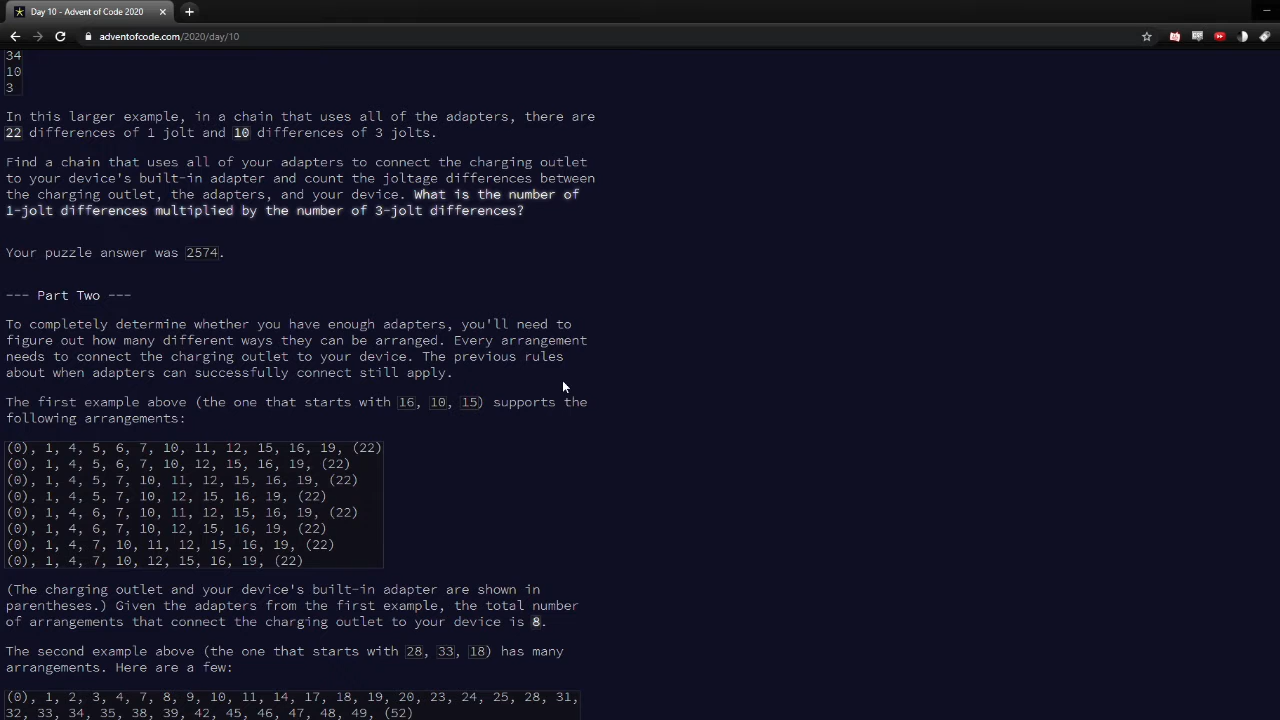 Day 10 - Advent of Code 2020
adventofcode.com/2020/day/10
34
10
3
In this larger example, in a chain that uses all of the adapters, there are
22 differences of 1 jolt and 10 differences of 3 jolts.
Find a chain that uses all of your adapters to connect the charging outlet
to your device's built-in adapter and count the joltage differences between
the charging outlet, the adapters, and your device. What is the number of
1-jolt differences multiplied by the number of 3-jolt differences?
Your puzzle answer was 2574.
--- Part Two ---
To completely determine whether you have enough adapters, you'll need to
figure out how many different ways they can be arranged. Every arrangement
needs to connect the charging outlet to your device. The previous rules
about when adapters can successfully connect still apply.
The first example above (the one that starts with 16, 10, 15) supports the
following arrangements:
(0), 1, 4, 5, 6, 7, 10, 11, 12, 15, 16, 19, (22)
(0), 1, 4, 5, 6, 7, 10, 12, 15, 16, 19, (22)
(0), 1, 4, 5, 7, 10, 11, 12, 15, 16, 19, (22)
(0), 1, 4, 5, 7, 10, 12, 15, 16, 19, (22)
(0), 1, 4, 6, 7, 10, 11, 12, 15, 16, 19, (22)
(0), 1, 4, 6, 7, 10, 12, 15, 16, 19, (22)
(0), 1, 4, 7, 10, 11, 12, 15, 16, 19, (22)
(0), 1, 4, 7, 10, 12, 15, 16, 19, (22)
(The charging outlet and your device's built-in adapter are shown in
parentheses.) Given the adapters from the first example, the total number
of arrangements that connect the charging outlet to your device is 8.
The second example above (the one that starts with 28, 33, 18) has many
arrangements. Here are a few:
(0), 1, 2, 3, 4, 7, 8, 9, 10, 11, 14, 17, 18, 19, 20, 23, 24, 25, 28, 31,
32, 33, 34, 35, 38, 39, 42, 45, 46, 47, 48, 49, (52)